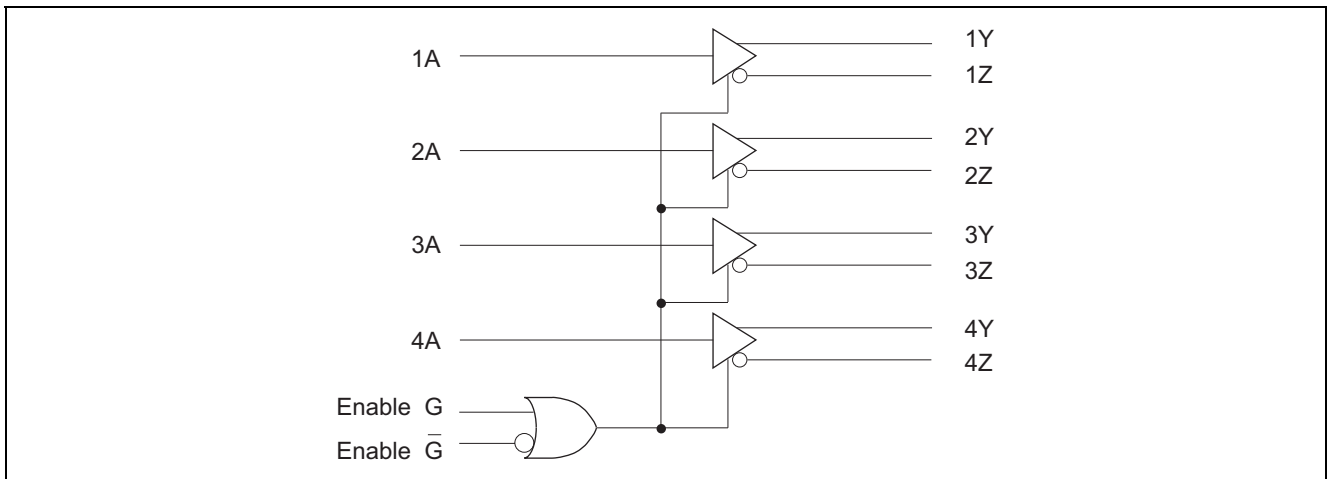 1A
1Y
1Z
2A
2Y
2Z
3A
3Y
3Z
4A
4Y
4Z
Enable G
Enable G̅